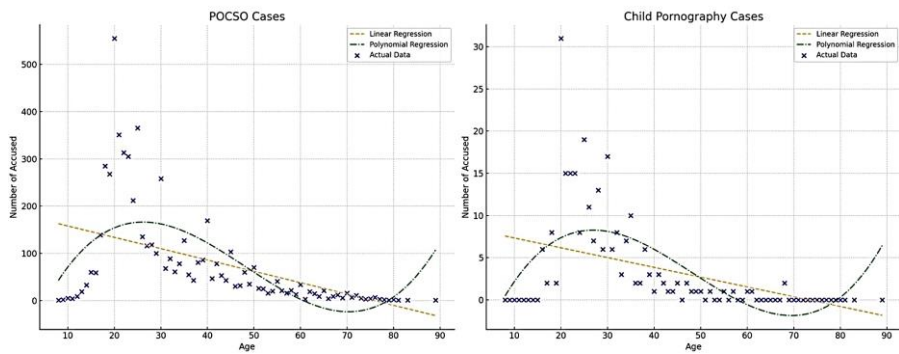 POCSO Cases
Linear Regression
Polynomial Regression
Actual Data
500
400
300
200
100
0
Number of Accused
10 20 30 40 50 60 70 80 90
Age
Child Pornography Cases
Linear Regression
Polynomial Regression
Actual Data
30
25
20
15
10
5
0
Number of Accused
10 20 30 40 50 60 70 80 90
Age